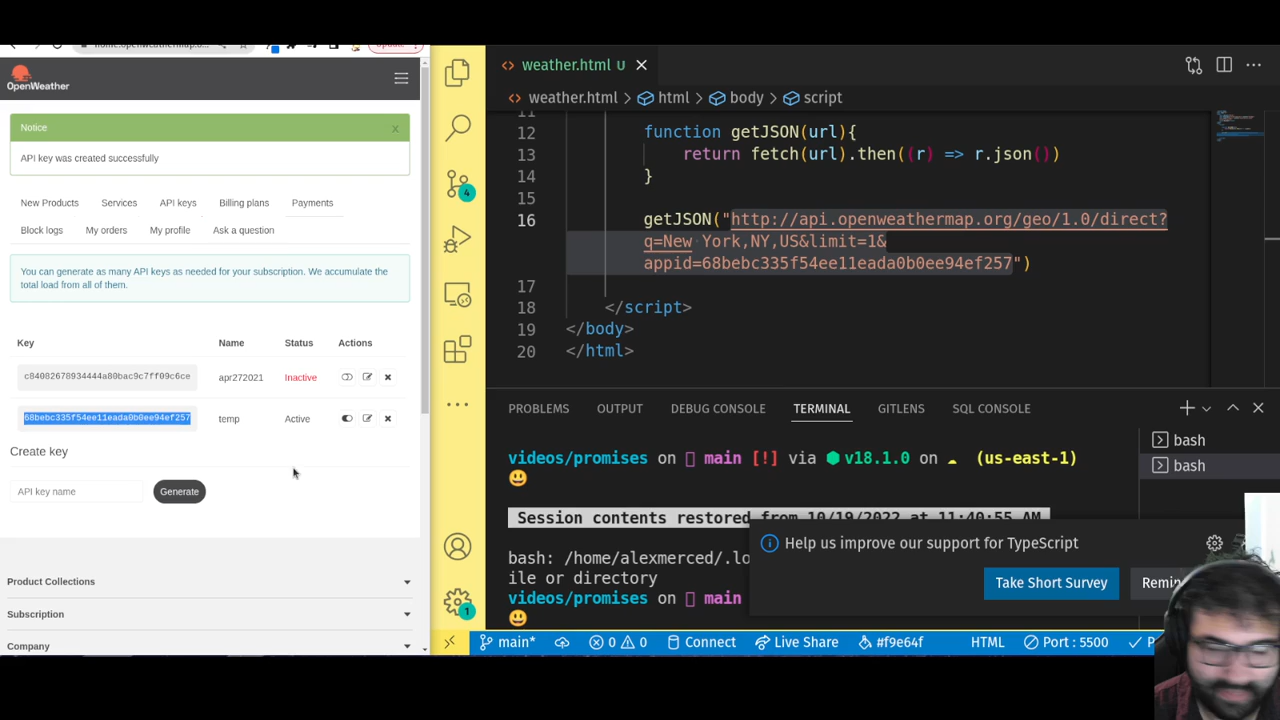 OpenWeather
Notice
x
API key was created successfully
New Products Services API keys Billing plans Payments
Block logs My orders My profile Ask a question
You can generate as many API keys as needed for your subscription. We accumulate the
total load from all of them.
Key Name Status Actions
c84082678934444a80bac9c7ff09c6ce apr272021 Inactive
68bebc335f54ee11eada0b0ee94ef257 temp Active
Create key
API key name Generate
Product Collections
Subscription
Company
4
1
<> weather.html U
<> weather.html > html > body > script
11
12 function getJSON(url){
13 return fetch(url).then((r) => r.json())
14 }
15
16 getJSON("http://api.openweathermap.org/geo/1.0/direct?
q=New York,NY,US&limit=1&
appid=68bebc335f54ee11eada0b0ee94ef257")
17
18 </script>
19 </body>
20 </html>
PROBLEMS OUTPUT DEBUG CONSOLE TERMINAL GITLENS SQL CONSOLE
bash
bash
videos/promises on main [!] via v18.1.0 on (us-east-1)
Session contents restored from 10/19/2022 at 11:40:55 AM
bash: /home/alexmerced/.lo
ile or directory
videos/promises on main
Help us improve our support for TypeScript
Take Short Survey Remin
main* 0 0 Connect Live Share #f9e64f HTML Port : 5500